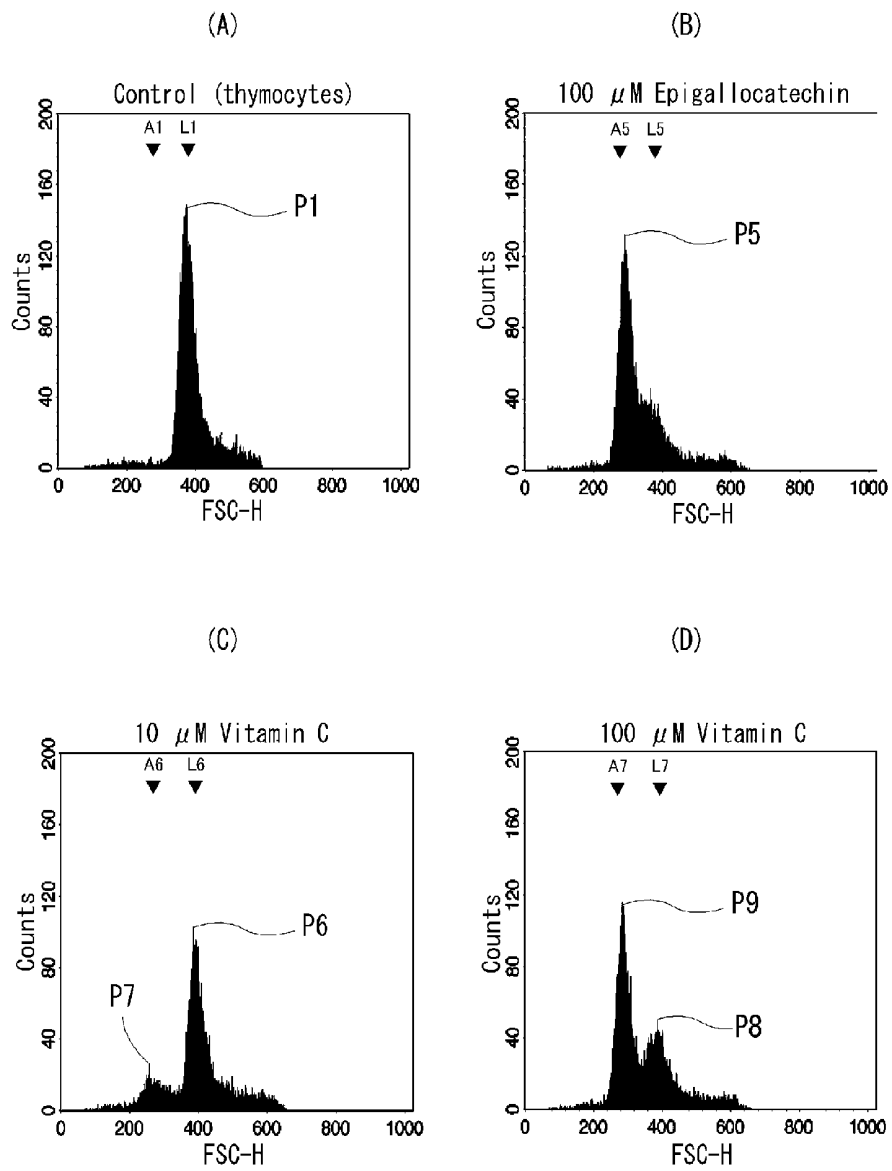 (A)
Control (thymocytes)
A1 L1
P1
200
160
120
80
40
0
Counts
0 200 400 600 800 1000
FSC-H
(B)
100 μM Epigallocatechin
A5 L5
P5
200
160
120
80
40
0
Counts
0 200 400 600 800 1000
FSC-H
(C)
10 μM Vitamin C
A6 L6
P6
P7
200
160
120
80
40
0
Counts
0 200 400 600 800 1000
FSC-H
(D)
100 μM Vitamin C
A7 L7
P9
P8
200
160
120
80
40
0
Counts
0 200 400 600 800 1000
FSC-H